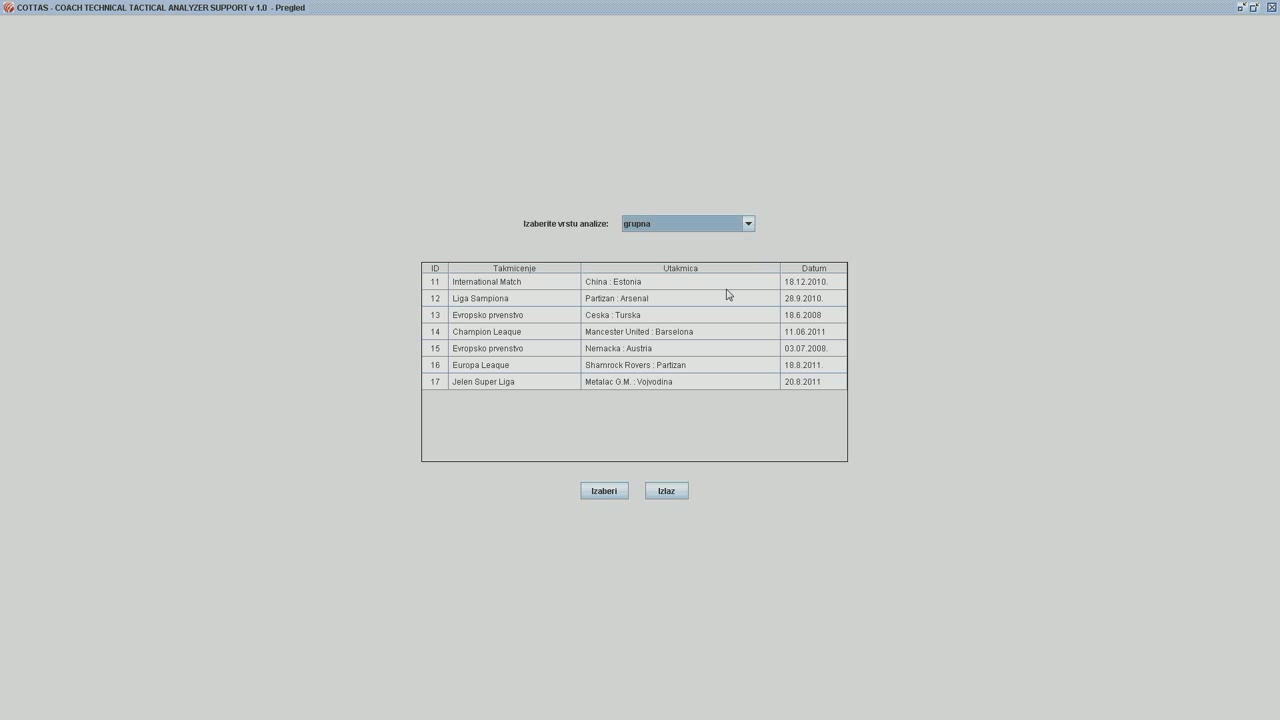 COTTAS - COACH TECHNICAL TACTICAL ANALYZER SUPPORT v 1.0 - Pregled
Izaberite vrstu analize: grupna
ID Takmicenje Utakmica Datum
11 International Match China : Estonia 18.12.2010.
12 Liga Sampiona Partizan : Arsenal 28.9.2010.
13 Evropsko prvenstvo Ceska : Turska 18.6.2008
14 Champion Leaque Mancester United : Barselona 11.06.2011
15 Evropsko prvenstvo Nemacka : Austria 03.07.2008.
16 Europa Leaque Shamrock Rovers : Partizan 18.8.2011.
17 Jelen Super Liga Metalac G.M. : Vojvodina 20.8.2011
Izaberi Izlaz